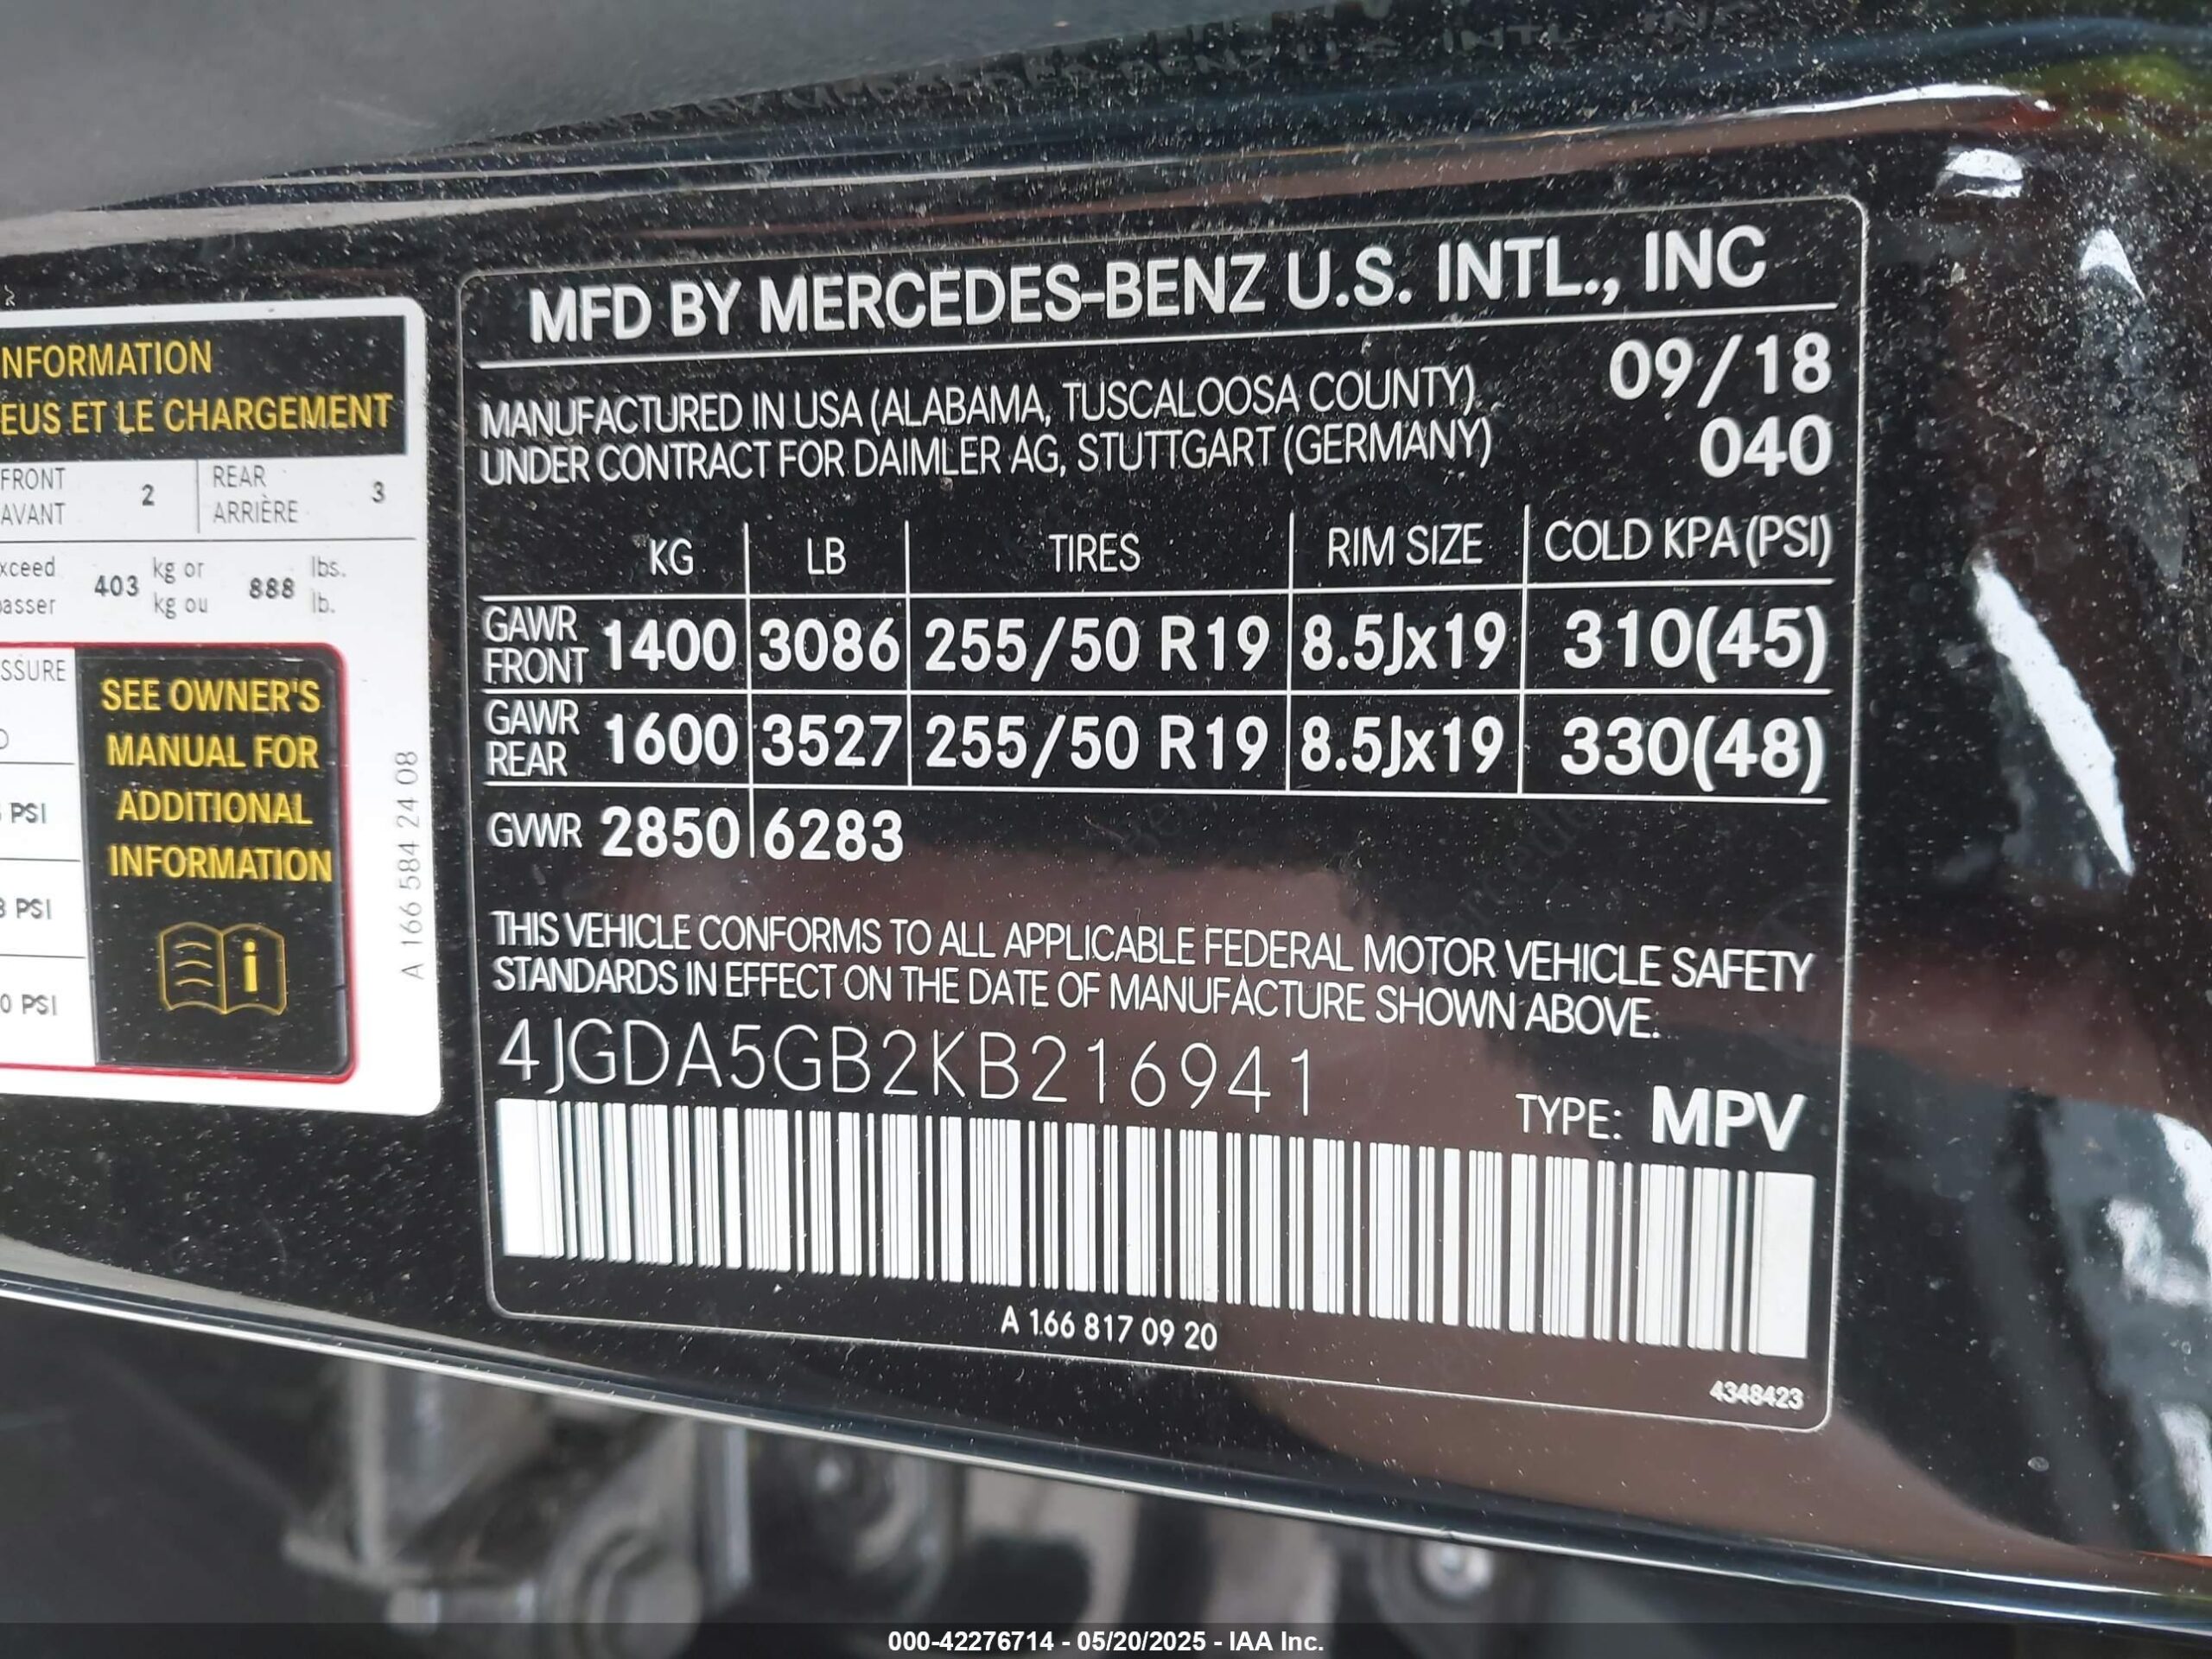 NFORMATION
EUS ET LE CHARGEMENT
FRONT
AVANT
2
REAR
ARRIÈRE
3
xceed
passer
403
kg or
kg ou
888
lbs.
lb.
SSURE
SEE OWNER'S
MANUAL FOR
ADDITIONAL
INFORMATION
i
PSI
PSI
0 PSI
A 166 584 24 08
MFD BY MERCEDES-BENZ U.S. INTL., INC
MANUFACTURED IN USA (ALABAMA, TUSCALOOSA COUNTY)
UNDER CONTRACT FOR DAIMLER AG, STUTTGART (GERMANY)
09/18
040
KG LB TIRES RIM SIZE COLD KPA (PSI)
GAWR
FRONT
1400 3086 255/50 R19 8.5Jx19 310(45)
GAWR
REAR
1600 3527 255/50 R19 8.5Jx19 330(48)
GVWR 2850 6283
THIS VEHICLE CONFORMS TO ALL APPLICABLE FEDERAL MOTOR VEHICLE SAFETY
STANDARDS IN EFFECT ON THE DATE OF MANUFACTURE SHOWN ABOVE.
4JGDA5GB2KB216941
TYPE: MPV
A 166 817 09 20
4348423
000-42276714 - 05/20/2025 - IAA Inc.